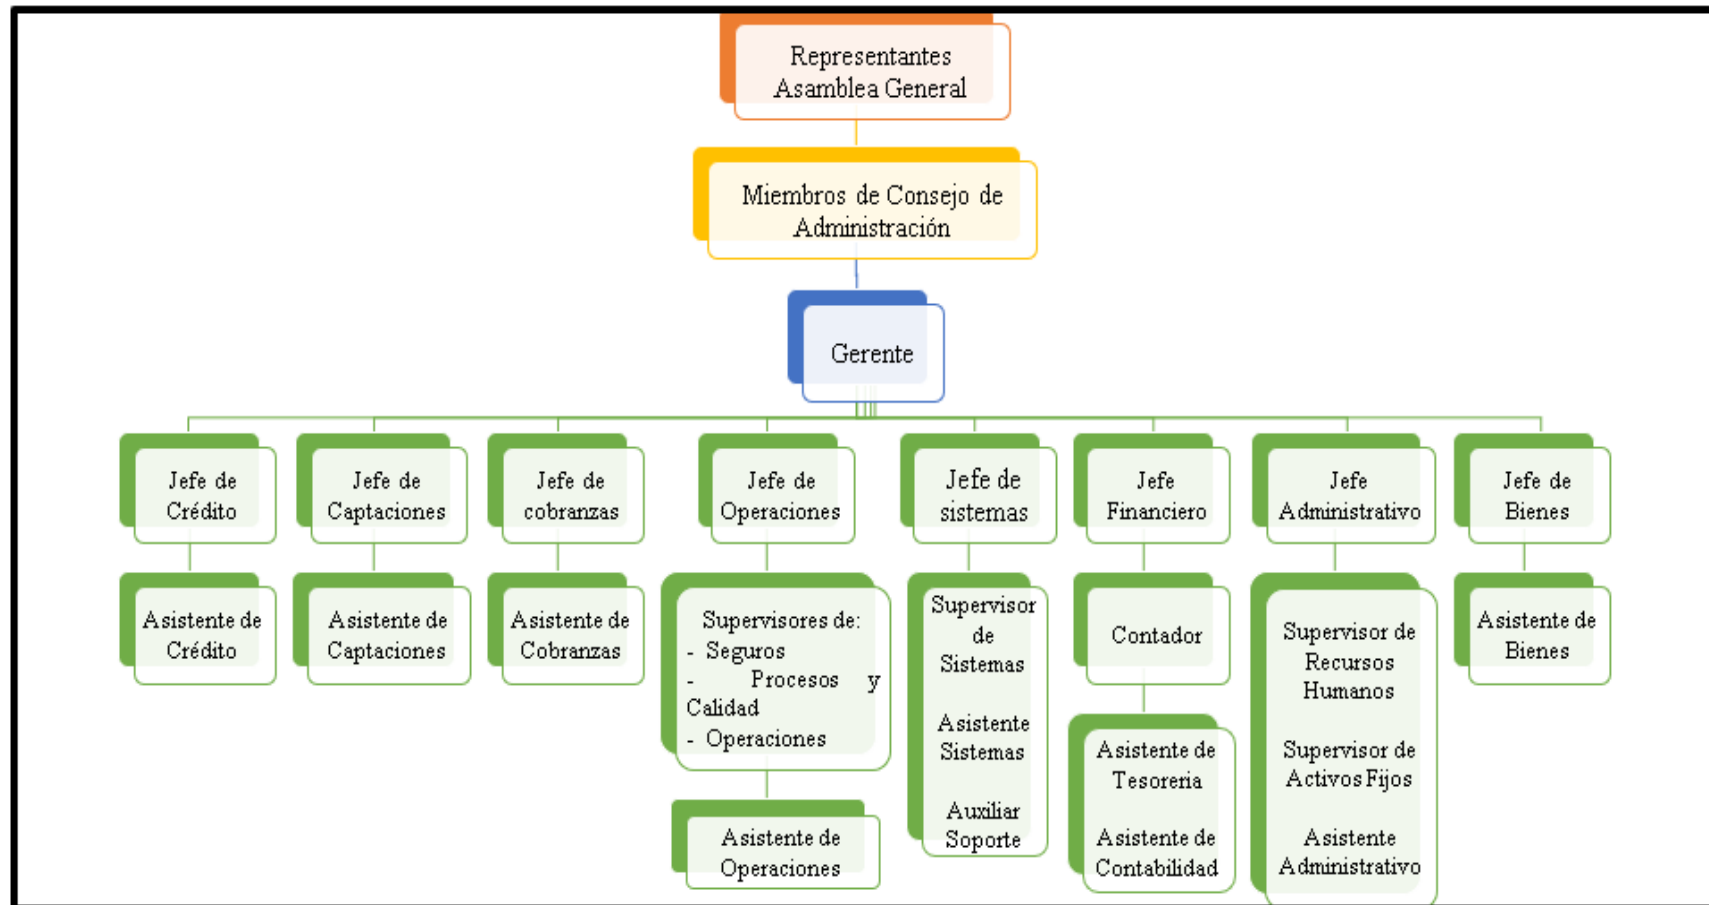 Representantes
Asamblea General
Miembros de Consejo de
Administración
Gerente
Jefe de
Crédito
Jefe de
Captaciones
Jefe de
cobranzas
Jefe de
Operaciones
Jefe de
sistemas
Jefe
Financiero
Jefe
Administrativo
Jefe de
Bienes
Asistente de
Crédito
Asistente de
Captaciones
Asistente de
Cobranzas
Supervisores de:
- Seguros
- Procesos y
Calidad
- Operaciones
Asistente de
Operaciones
Supervisor
de
Sistemas
Asistente
Sistemas
Auxiliar
Soporte
Contador
Asistente de
Tesoreria
Asistente de
Contabilidad
Supervisor de
Recursos
Humanos
Supervisor de
Activos Fijos
Asistente
Administrativo
Asistente de
Bienes